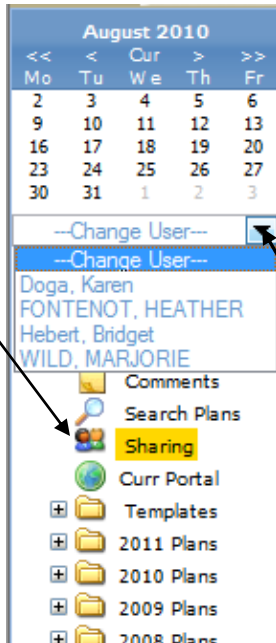 August 2010
<< < Cur > >>
Mo Tu We Th Fr
2 3 4 5 6
9 10 11 12 13
16 17 18 19 20
23 24 25 26 27
30 31 1 2 3
---Change User---
---Change User---
Doga, Karen
FONTENOT, HEATHER
Hebert, Bridget
WILD, MARJORIE
Comments
Search Plans
Sharing
Curr Portal
Templates
2011 Plans
2010 Plans
2009 Plans
2008 Plans